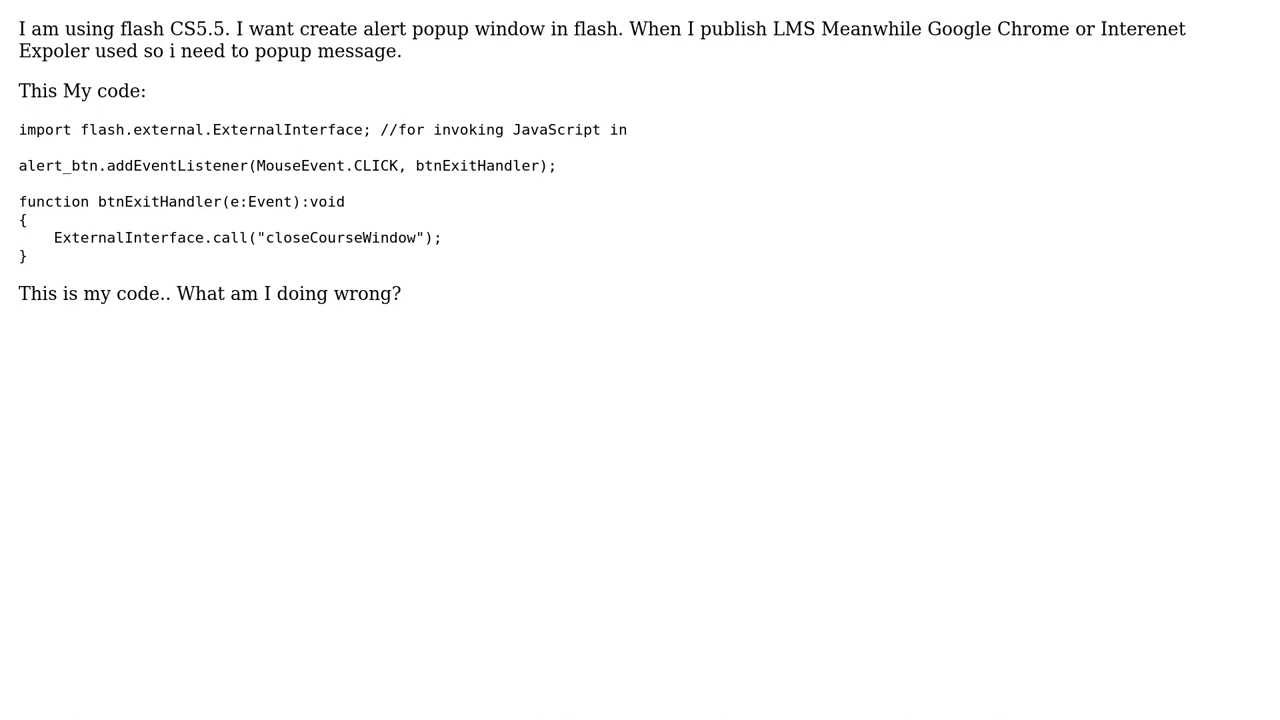 I am using flash CS5.5. I want create alert popup window in flash. When I publish LMS Meanwhile Google Chrome or Interenet
Expoler used so i need to popup message.
This My code:
import flash.external.ExternalInterface; //for invoking JavaScript in
alert_btn.addEventListener(MouseEvent.CLICK, btnExitHandler);
function btnExitHandler(e:Event):void
{
    ExternalInterface.call("closeCourseWindow");
}
This is my code.. What am I doing wrong?